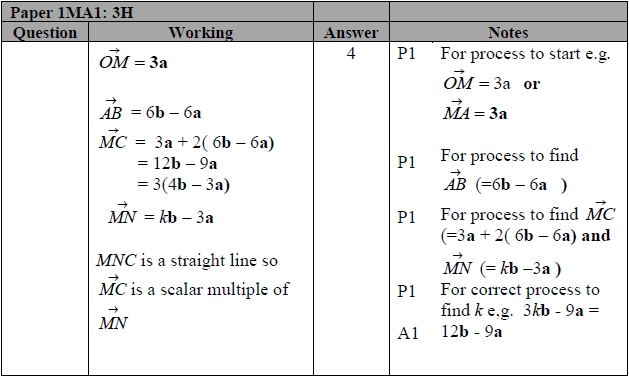 Paper 1MA1: 3H
Question Working Answer Notes
OM⃗ = 3a
AB⃗ = 6b – 6a
MC⃗ = 3a + 2( 6b – 6a)
= 12b – 9a
= 3(4b – 3a)
MN⃗ = kb – 3a
MNC is a straight line so
MC⃗ is a scalar multiple of
MN⃗
4
P1 For process to start e.g.
OM⃗ = 3a or
MA⃗ = 3a
P1 For process to find
AB⃗ (=6b – 6a )
P1 For process to find MC⃗
(=3a + 2( 6b – 6a) and
MN⃗ (= kb –3a )
P1 For correct process to
find k e,g. 3kb - 9a =
A1 12b - 9a